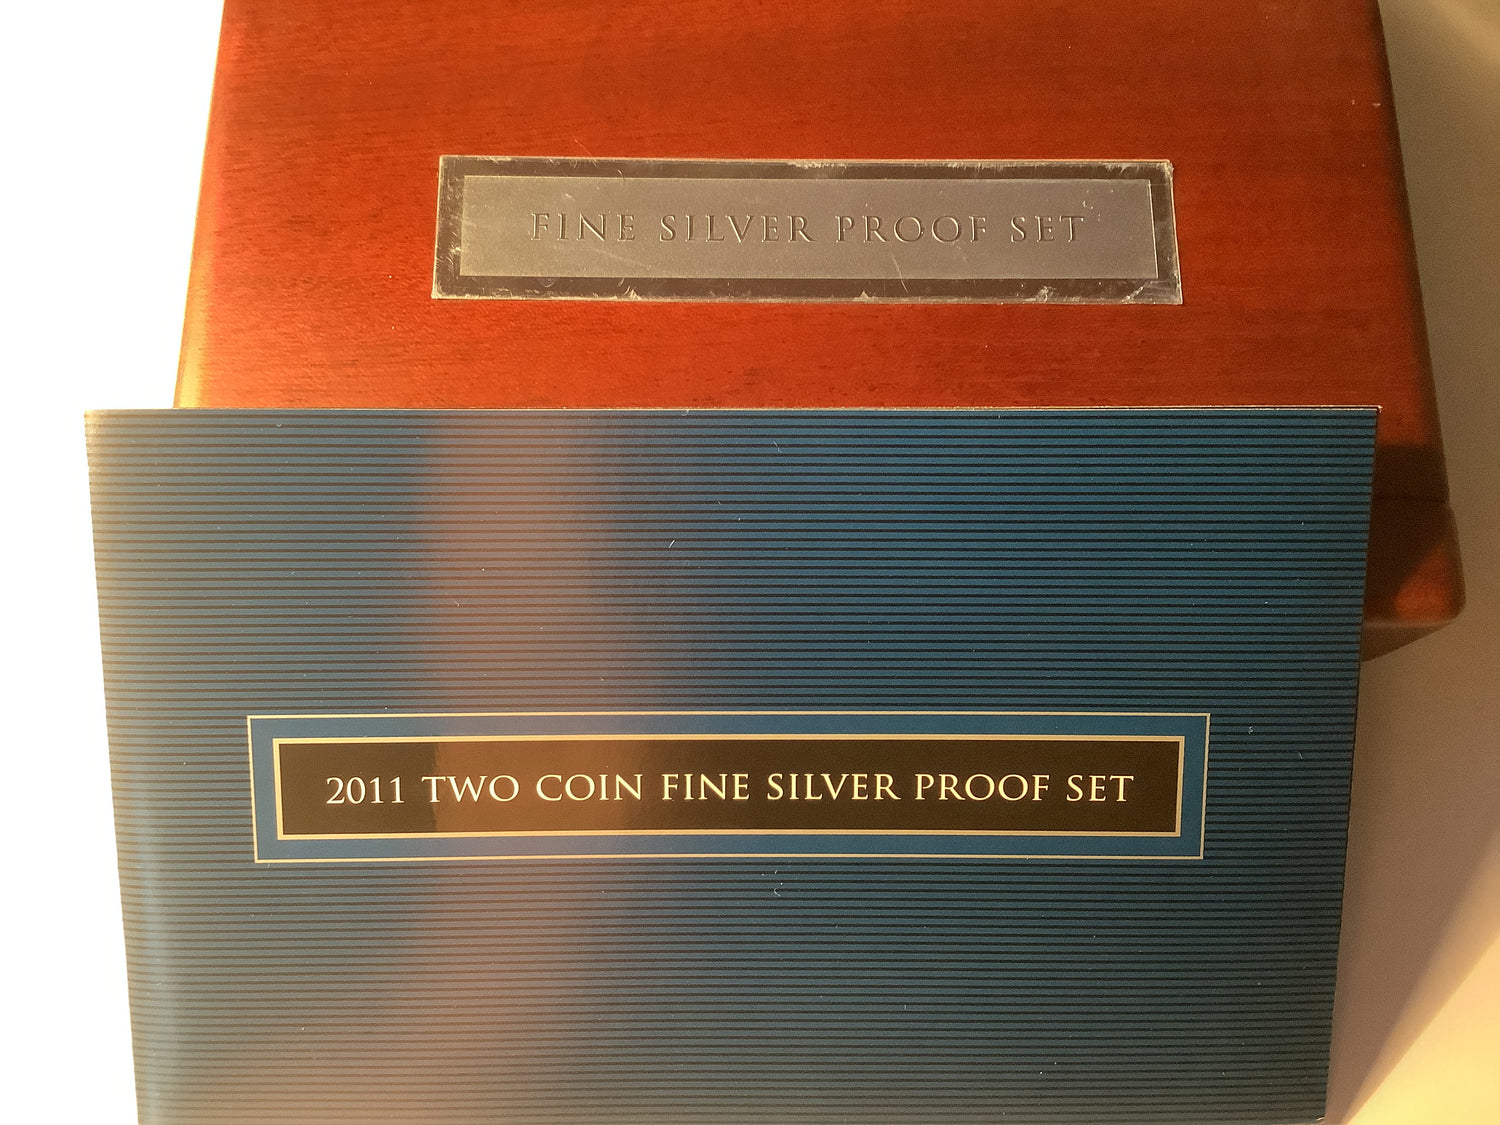 FINE SILVER PROOF SET
2011 TWO COIN FINE SILVER PROOF SET